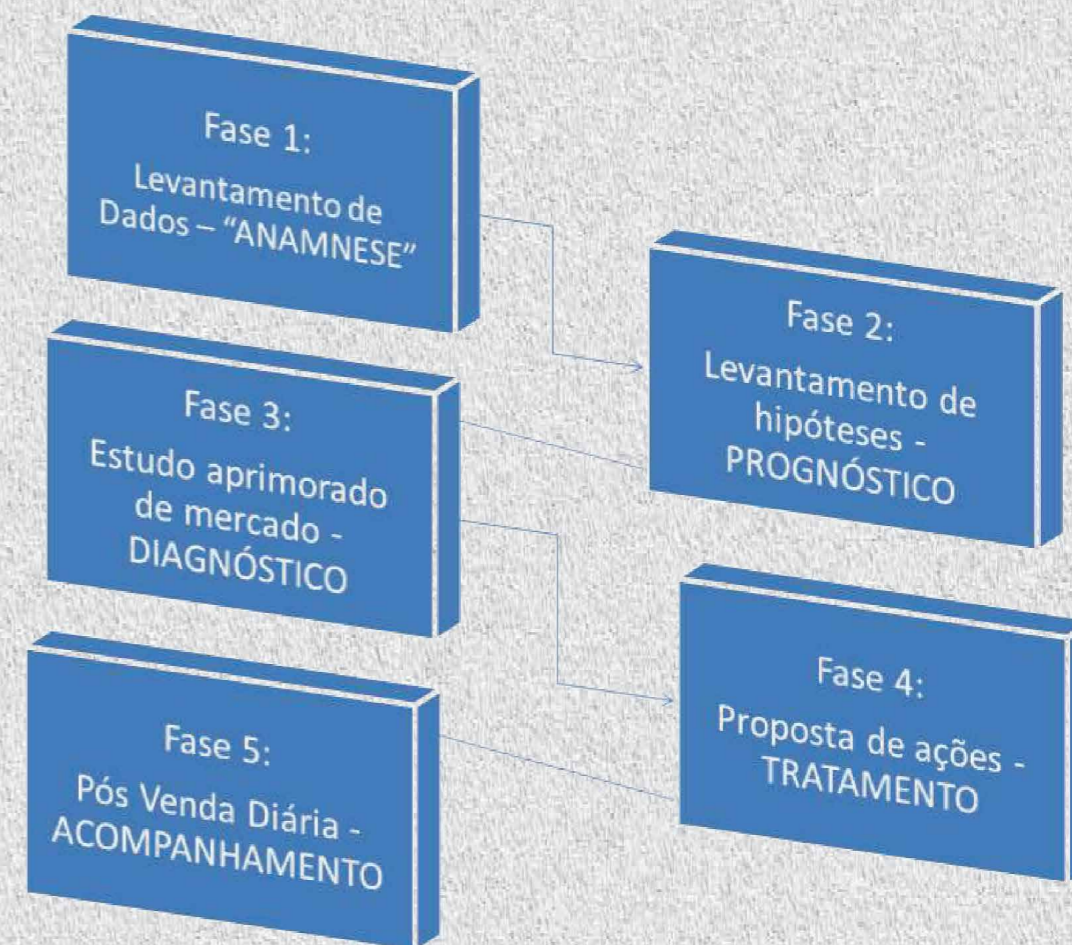 Fase 1:
Levantamento de
Dados – “ANAMNESE”
Fase 2:
Levantamento de
hipóteses -
PROGNÓSTICO
Fase 3:
Estudo aprimorado
de mercado -
DIAGNÓSTICO
Fase 4:
Proposta de ações -
TRATAMENTO
Fase 5:
Pós Venda Diária -
ACOMPANHAMENTO